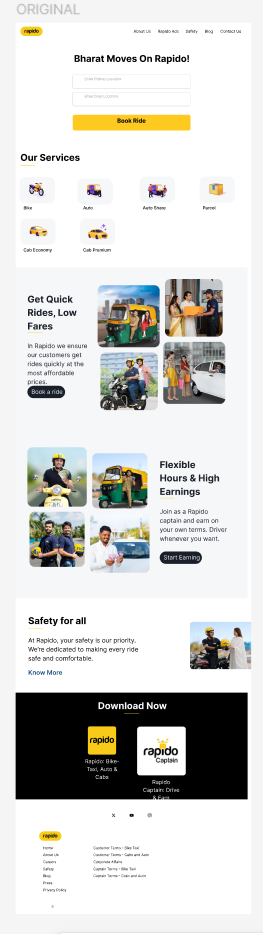 ORIGINAL
rapido
About Us Rapido Ads Safety Blog Contact Us
Bharat Moves On Rapido!
Enter Pickup Location
Enter Drop Location
Book Ride
Our Services
Bike Auto Auto Share Parcel
Cab Economy Cab Premium
Get Quick
Rides, Low
Fares
In Rapido we ensure
our customers get
rides quickly at the
most affordable
prices.
Book a ride
Flexible
Hours & High
Earnings
Join as a Rapido
captain and earn on
your own terms. Driver
whenever you want.
Start Earning
Safety for all
At Rapido, your safety is our priority.
We're dedicated to making every ride
safe and comfortable.
Know More
Download Now
rapido
Rapido: Bike-
Taxi, Auto &
Cabs
rapido
Captain
Rapido
Captain: Drive
& Earn
rapido
Home
About Us
Careers
Safety
Blog
Press
Privacy Policy
Customer Terms - Bike Taxi
Customer Terms - Cabs and Auto
Corporate Affairs
Captain Terms - Bike Taxi
Captain Terms - Cabs and Auto